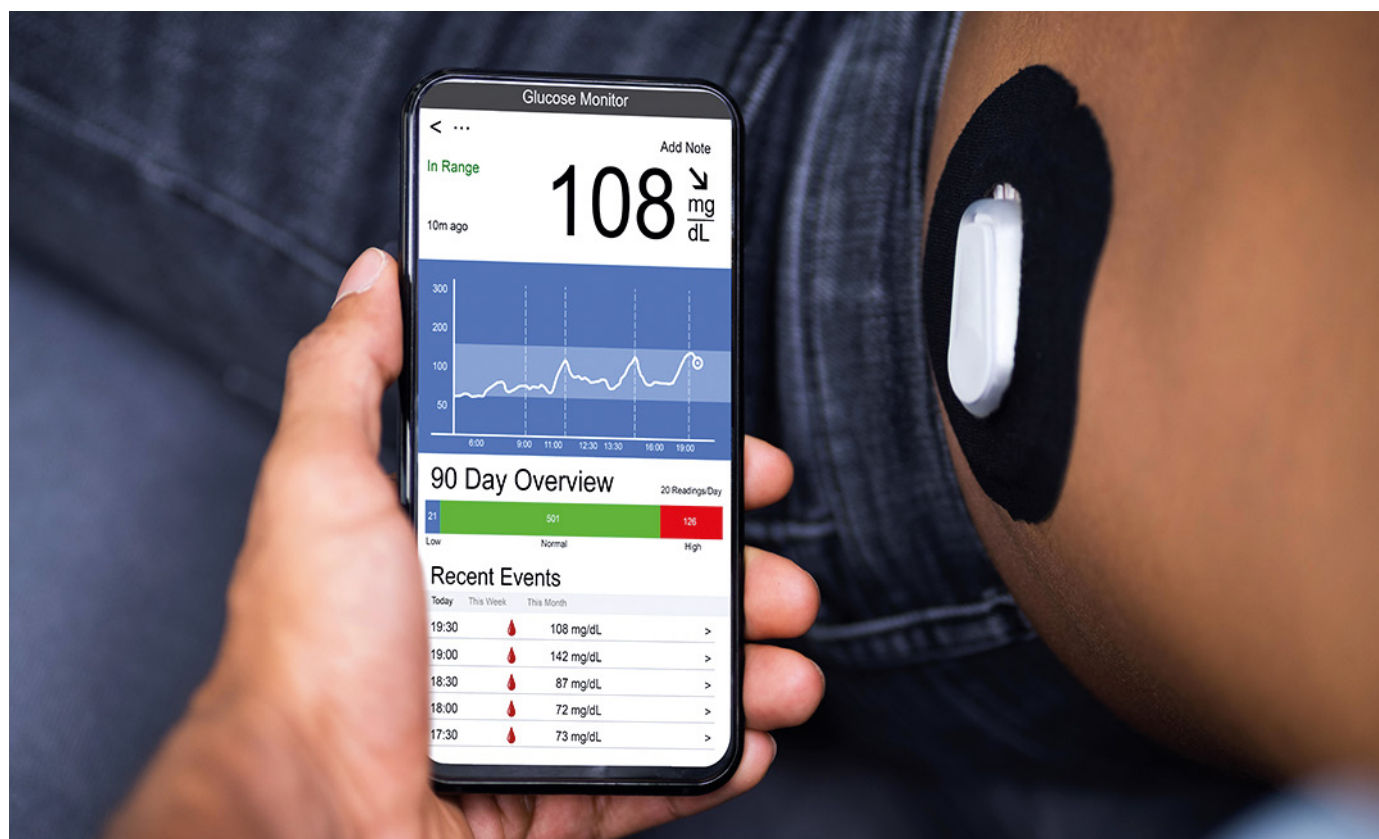 Glucose Monitor
< ...
Add Note
In Range
108 mg/dL
10m ago
300
200
100
50
6:00 9:00 11:00 12:30 13:30 16:00 19:00
90 Day Overview
20 Readings/Day
21 501 126
Low Normal High
Recent Events
Today This Week This Month
19:30 108 mg/dL >
19:00 142 mg/dL >
18:30 87 mg/dL >
18:00 72 mg/dL >
17:30 73 mg/dL >